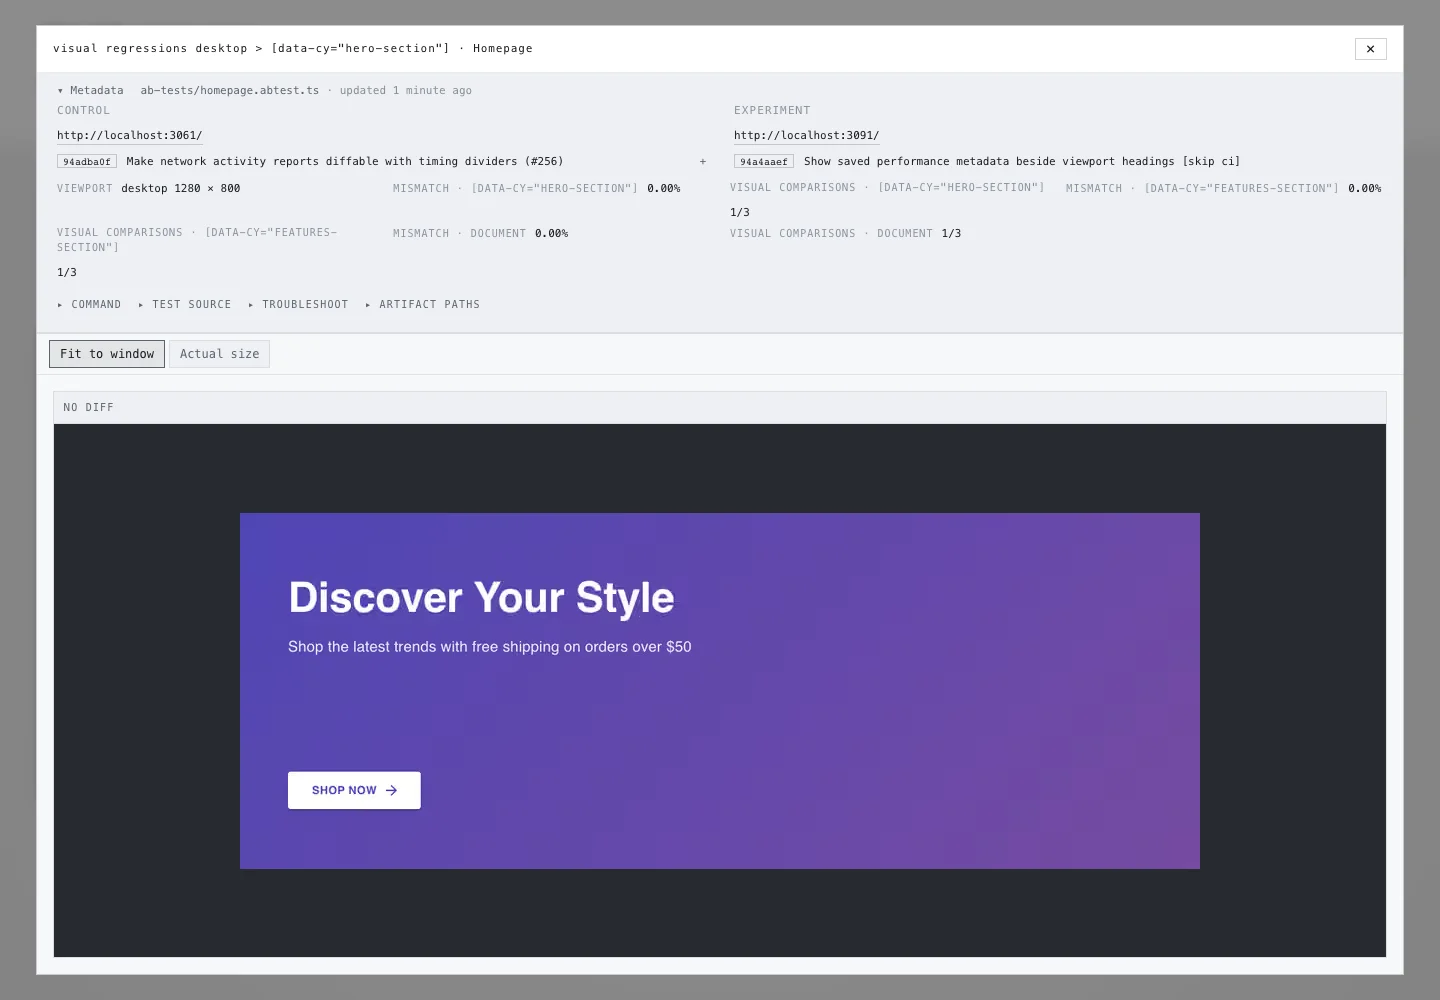 visual regressions desktop > [data-cy="hero-section"] · Homepage
×
▾ Metadata ab-tests/homepage.abtest.ts · updated 1 minute ago
CONTROL
http://localhost:3061/
94adba0f Make network activity reports diffable with timing dividers (#256)
+
EXPERIMENT
http://localhost:3091/
94a4aaef Show saved performance metadata beside viewport headings [skip ci]
VIEWPORT desktop 1280 × 800
MISMATCH · [DATA-CY="HERO-SECTION"] 0.00%
VISUAL COMPARISONS · [DATA-CY="HERO-SECTION"]
1/3
MISMATCH · [DATA-CY="FEATURES-SECTION"] 0.00%
VISUAL COMPARISONS · [DATA-CY="FEATURES-
SECTION"]
1/3
MISMATCH · DOCUMENT 0.00%
VISUAL COMPARISONS · DOCUMENT 1/3
▸ COMMAND ▸ TEST SOURCE ▸ TROUBLESHOOT ▸ ARTIFACT PATHS
Fit to window Actual size
NO DIFF
Discover Your Style
Shop the latest trends with free shipping on orders over $50
SHOP NOW →